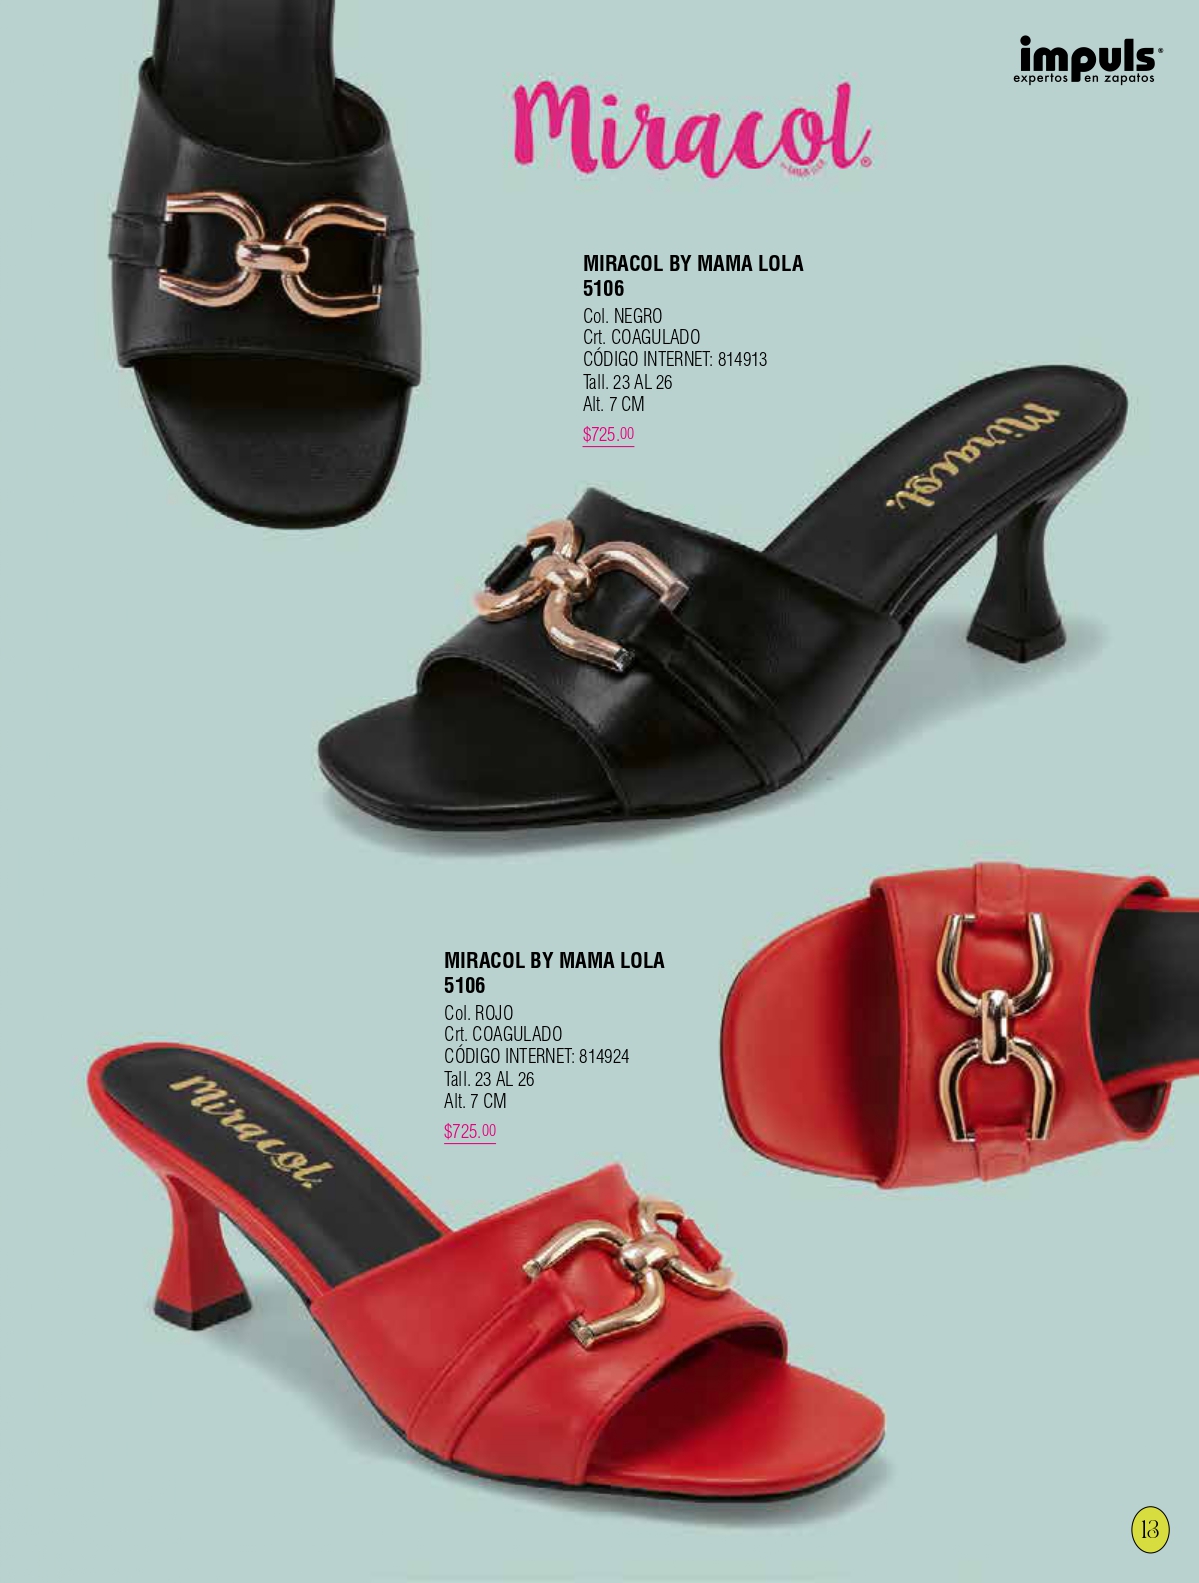 impuls®
expertos en zapatos
Miracol®
MIRACOL BY MAMA LOLA
5106
Col. NEGRO
Crt. COAGULADO
CÓDIGO INTERNET: 814913
Tall. 23 AL 26
Alt. 7 CM
$725.00
Miracol.
MIRACOL BY MAMA LOLA
5106
Col. ROJO
Crt. COAGULADO
CÓDIGO INTERNET: 814924
Tall. 23 AL 26
Alt. 7 CM
$725.00
Miracol.
13